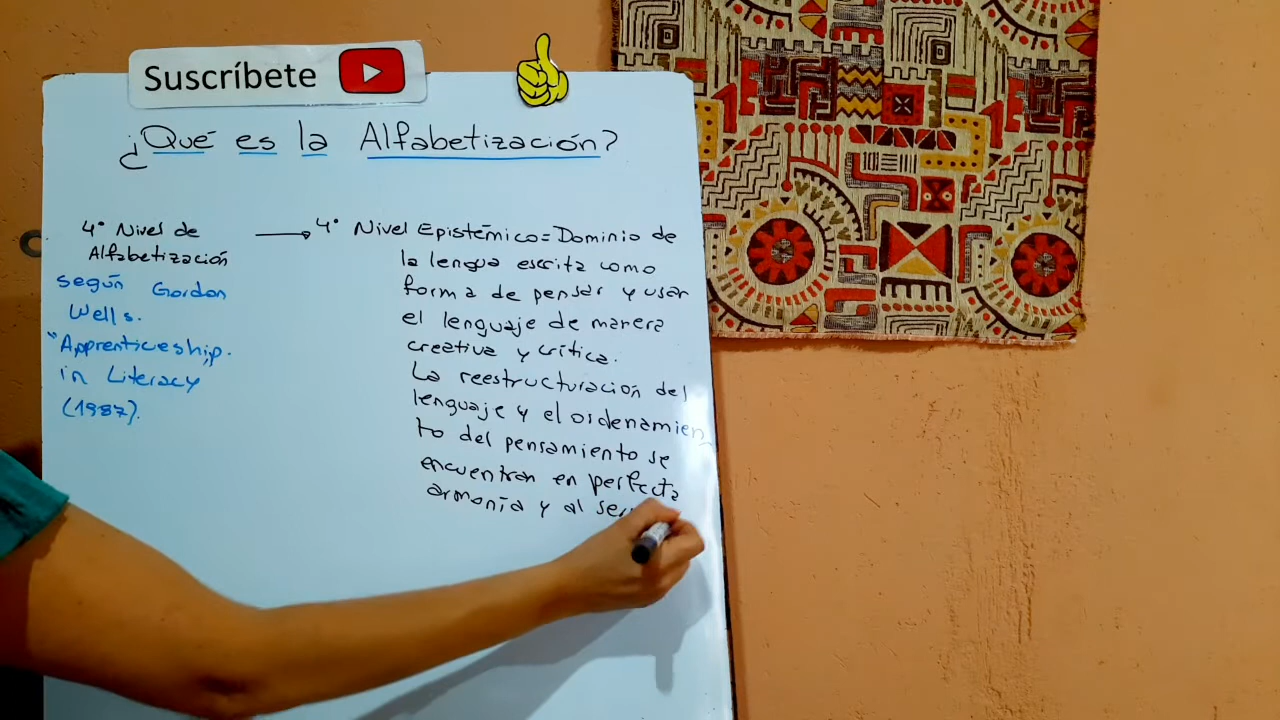 Suscríbete
¿Qué es la Alfabetización?
4° Nivel de
Alfabetización
según Gordon
Wells.
"Apprenticeship.
in Literacy"
(1987).
4° Nivel Epistémico = Dominio de
la lengua escrita como
forma de pensar y usar
el lenguaje de manera
creativa y crítica.
La reestructuración del
lenguaje y el ordenamien
to del pensamiento se
encuentran en perfecta
armonía y al